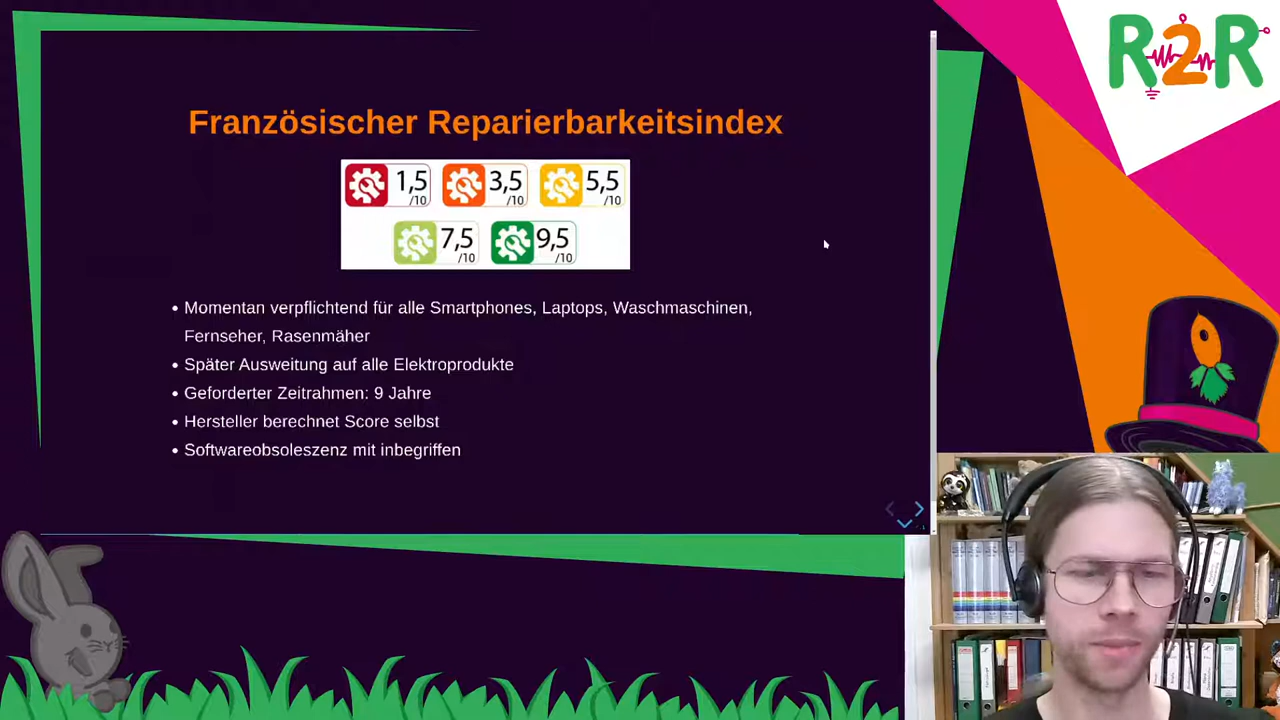 R2R
Französischer Reparierbarkeitsindex
1,5 /10 3,5 /10 5,5 /10
7,5 /10 9,5 /10
• Momentan verpflichtend für alle Smartphones, Laptops, Waschmaschinen,
Fernseher, Rasenmäher
• Später Ausweitung auf alle Elektroprodukte
• Geforderter Zeitrahmen: 9 Jahre
• Hersteller berechnet Score selbst
• Softwareobsoleszenz mit inbegriffen